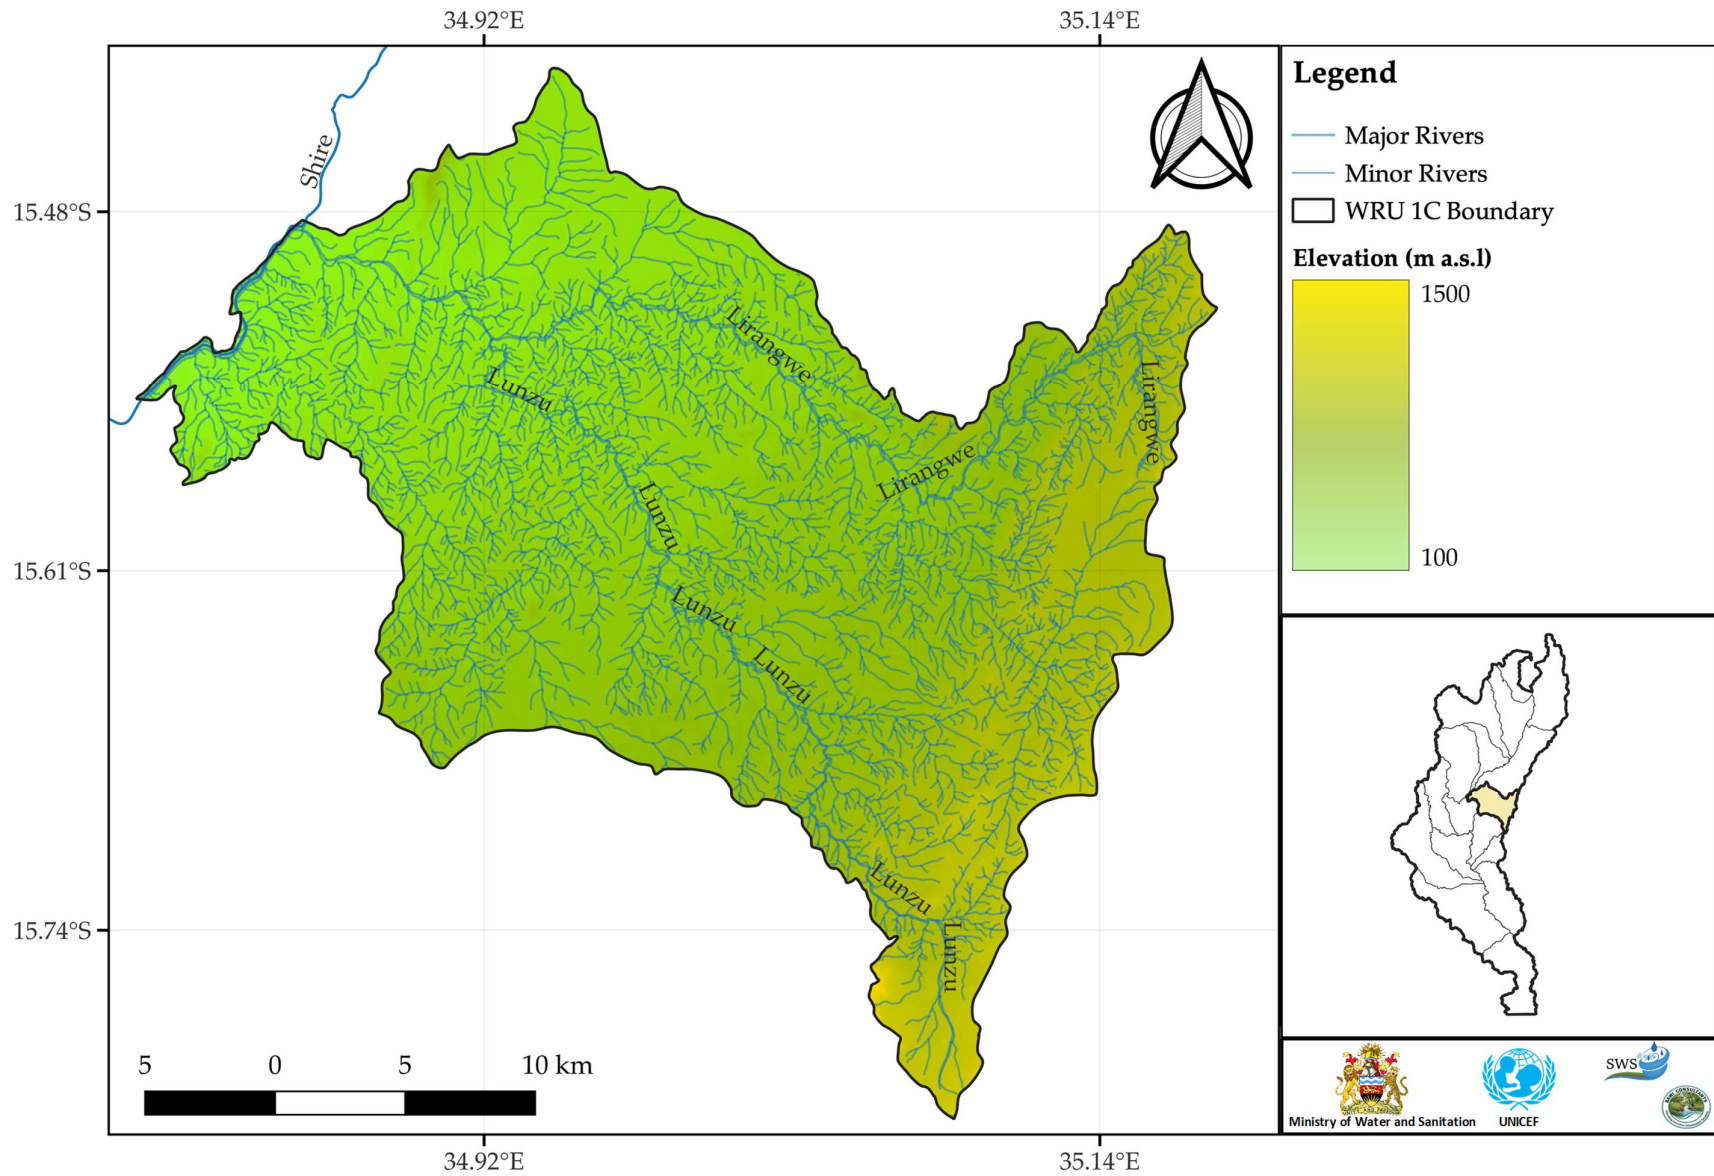 34.92°E
35.14°E
15.48°S
15.61°S
15.74°S
Shire
Lirangwe
Lirangwe
Lirangwe
Lunzu
Lunzu
Lunzu
Lunzu
Lunzu
Lunzu
5
0
5
10 km
34.92°E
35.14°E
Legend
Major Rivers
Minor Rivers
WRU 1C Boundary
Elevation (m a.s.l)
1500
100
Ministry of Water and Sanitation
UNICEF
SWS